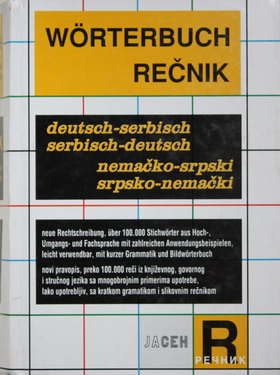 WÖRTERBUCH
REČNIK
deutsch-serbisch
serbisch-deutsch
nemačko-srpski
srpsko-nemački
neue Rechtschreibung, über 100.000 Stichwörter aus Hoch-,
Umgangs- und Fachsprache mit zahlreichen Anwendungsbeispielen,
leicht verwendbar, mit kurzer Grammatik und Bildwörterbuch
novi pravopis, preko 100.000 reči iz književnog, govornog
i stručnog jezika sa mnogobrojnim primerima upotrebe,
lako upotrebljiv, sa kratkom gramatikom i slikovnim rečnikom
ЈАСЕН
R
РЕЧНИК